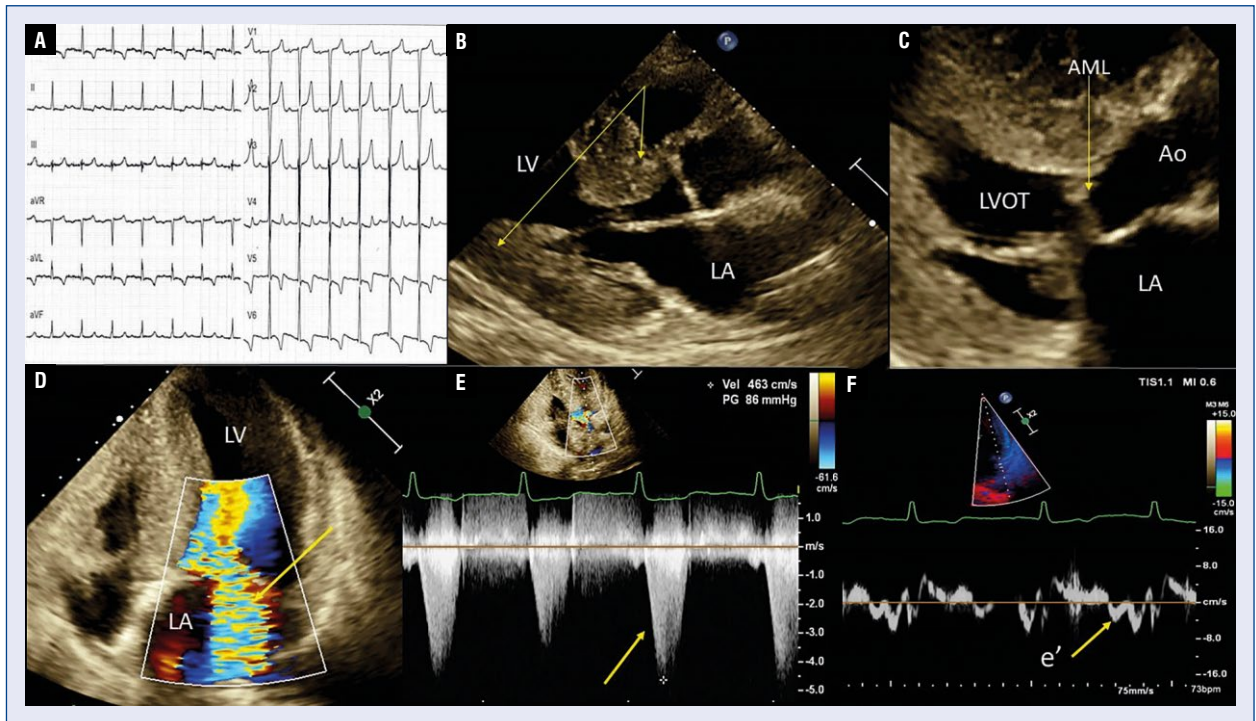 A
V1
II
V2
III
V3
aVR
V4
aVL
V5
aVF
V6
B
P
LV
LA
C
AML
Ao
LVOT
LA
D
X2
LV
LA
E
Vel 463 cm/s
PG 86 mmHg
-61.6
cm/s
1.0
m/s
-1.0
-2.0
-3.0
-4.0
-5.0
F
TIS1.1 MI 0.6
P
X2
M3 M6
+15.0
-15.0
cm/s
16.0
8.0
cm/s
-8.0
-16.0
e’
75mm/s
73bpm